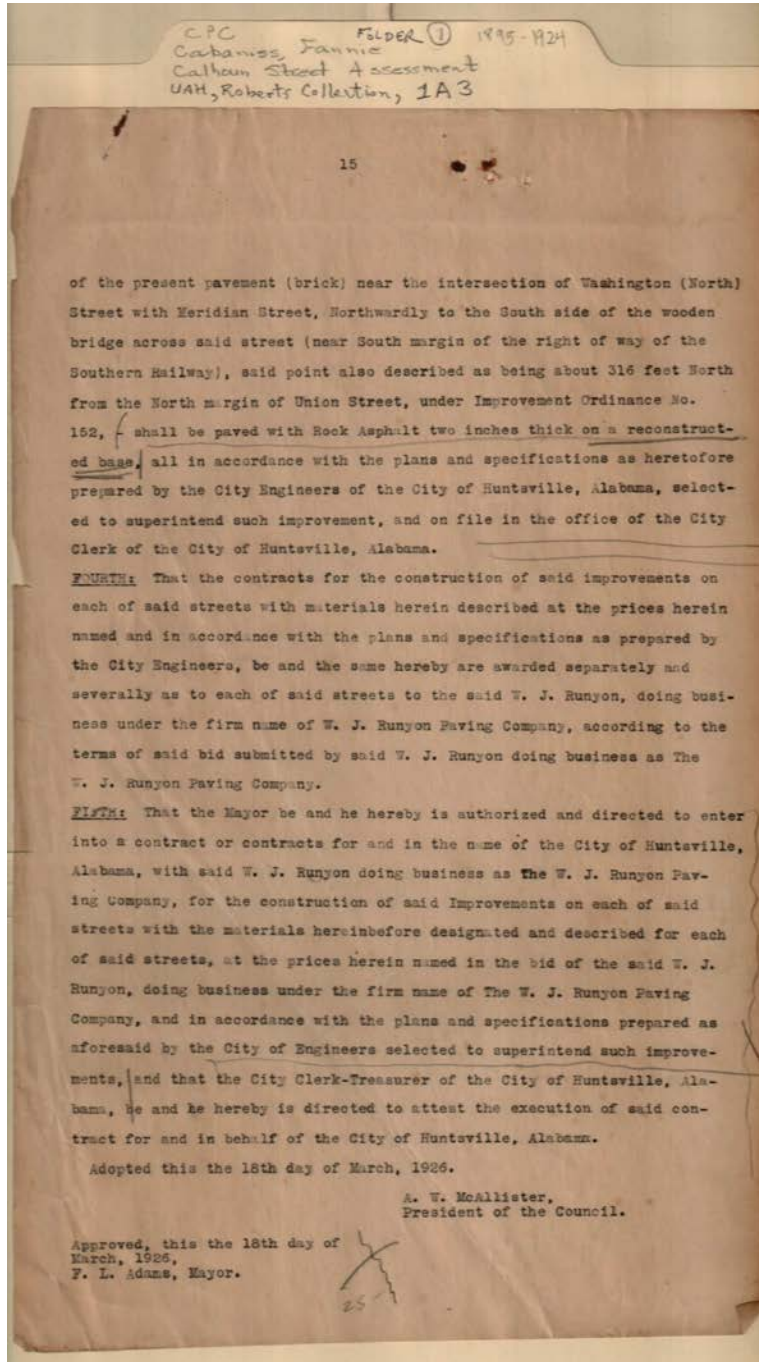 CPC FOLDER 1 1895-1924
Cabaniss, Fannie
Calhoun Street Assessment
UAH, Roberts Collection, 1A3
15
of the present pavement (brick) near the intersection of Washington (North)
Street with Meridian Street, Northwardly to the South side of the wooden
bridge across said street (near South margin of the right of way of the
Southern Railway), said point also described as being about 316 feet North
from the North margin of Union Street, under Improvement Ordinance No.
152, - shall be paved with Rock Asphalt two inches thick on a reconstruct-
ed base, all in accordance with the plans and specifications as heretofore
prepared by the City Engineers of the City of Huntsville, Alabama, select-
ed to superintend such improvement, and on file in the office of the City
Clerk of the City of Huntsville, Alabama.
FOURTH: That the contracts for the construction of said improvements on
each of said streets with materials herein described at the prices herein
named and in accordance with the plans and specifications as prepared by
the City Engineers, be and the same hereby are awarded separately and
severally as to each of said streets to the said W. J. Runyon, doing busi-
ness under the firm name of W. J. Runyon Paving Company, according to the
terms of said bid submitted by said W. J. Runyon doing business as The
W. J. Runyon Paving Company.
FIFTH: That the Mayor be and he hereby is authorized and directed to enter
into a contract or contracts for and in the name of the City of Huntsville,
Alabama, with said W. J. Runyon doing business as The W. J. Runyon Pav-
ing Company, for the construction of said Improvements on each of said
streets with the materials hereinbefore designated and described for each
of said streets, at the prices herein named in the bid of the said W. J.
Runyon, doing business under the firm name of The W. J. Runyon Paving
Company, and in accordance with the plans and specifications prepared as
aforesaid by the City of Engineers selected to superintend such improve-
ments, and that the City Clerk-Treasurer of the City of Huntsville, Ala-
bama, be and he hereby is directed to attest the execution of said con-
tract for and in behalf of the City of Huntsville, Alabama.
Adopted this the 18th day of March, 1926.
A. W. McAllister,
President of the Council.
Approved, this the 18th day of
March, 1926,
F. L. Adams, Mayor.
25